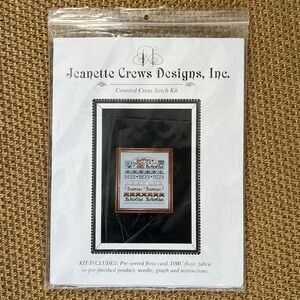 Jeanette Crews Designs, Inc.
Counted Cross Stitch Kit
KIT INCLUDES: Pre-sorted floss card, DMC floss, fabric
or pre-finished product, needle, graph and instructions.